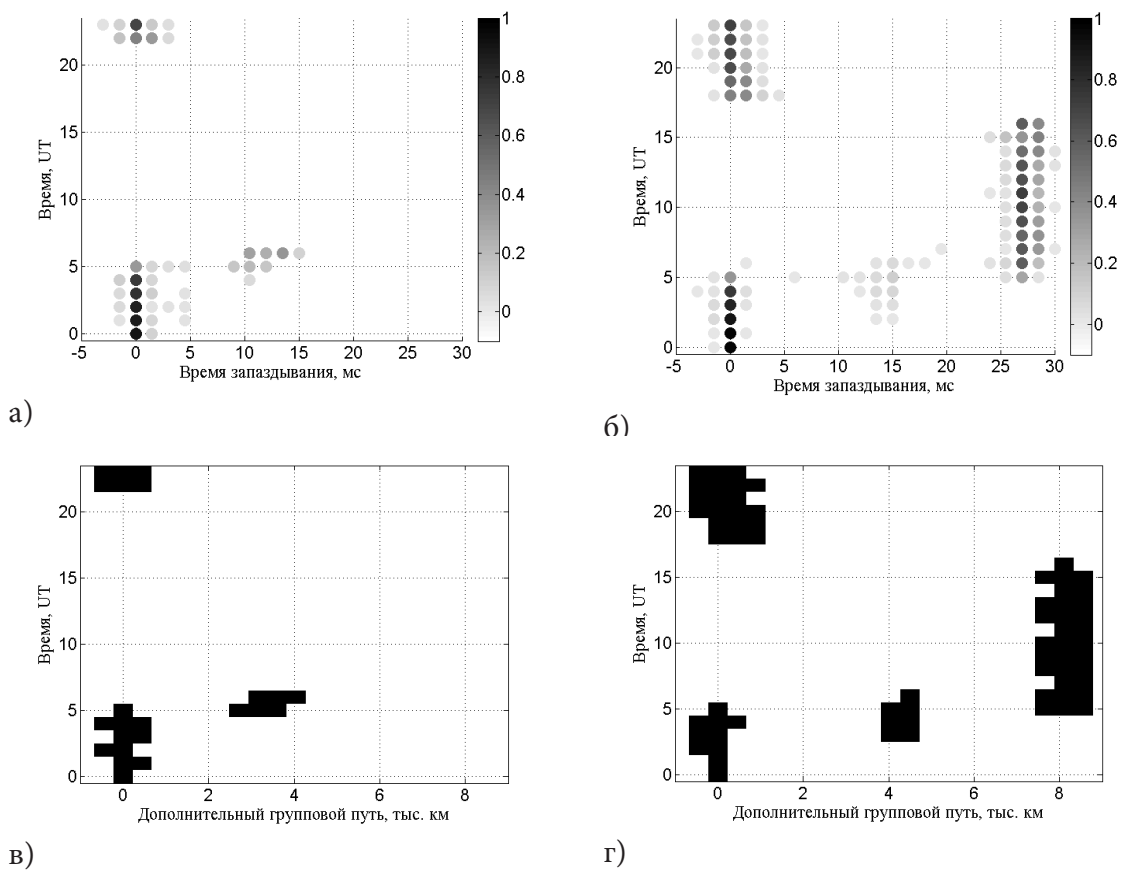 1
0.8
0.6
0.4
0.2
0
20
15
10
5
0
-5 0 5 10 15 20 25 30
Время, UT
Время запаздывания, мс
а)
1
0.8
0.6
0.4
0.2
0
20
15
10
5
0
-5 0 5 10 15 20 25 30
Время, UT
Время запаздывания, мс
б)
20
15
10
5
0
0 2 4 6 8
Время, UT
Дополнительный групповой путь, тыс. км
в)
20
15
10
5
0
0 2 4 6 8
Время, UT
Дополнительный групповой путь, тыс. км
г)